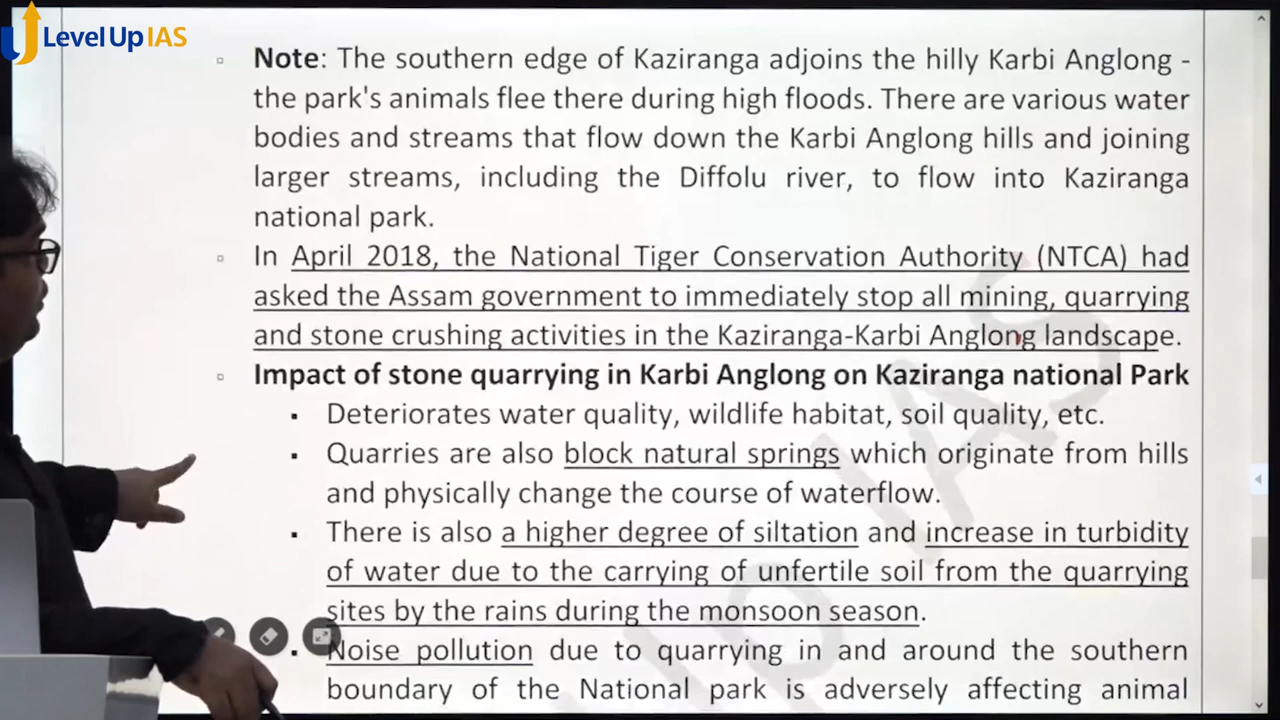 Level Up IAS
Note: The southern edge of Kaziranga adjoins the hilly Karbi Anglong -
the park's animals flee there during high floods. There are various water
bodies and streams that flow down the Karbi Anglong hills and joining
larger streams, including the Diffolu river, to flow into Kaziranga
national park.
In April 2018, the National Tiger Conservation Authority (NTCA) had
asked the Assam government to immediately stop all mining, quarrying
and stone crushing activities in the Kaziranga-Karbi Anglong landscape.
Impact of stone quarrying in Karbi Anglong on Kaziranga national Park
Deteriorates water quality, wildlife habitat, soil quality, etc.
Quarries are also block natural springs which originate from hills
and physically change the course of waterflow.
There is also a higher degree of siltation and increase in turbidity
of water due to the carrying of unfertile soil from the quarrying
sites by the rains during the monsoon season.
Noise pollution due to quarrying in and around the southern
boundary of the National park is adversely affecting animal
Up IAS